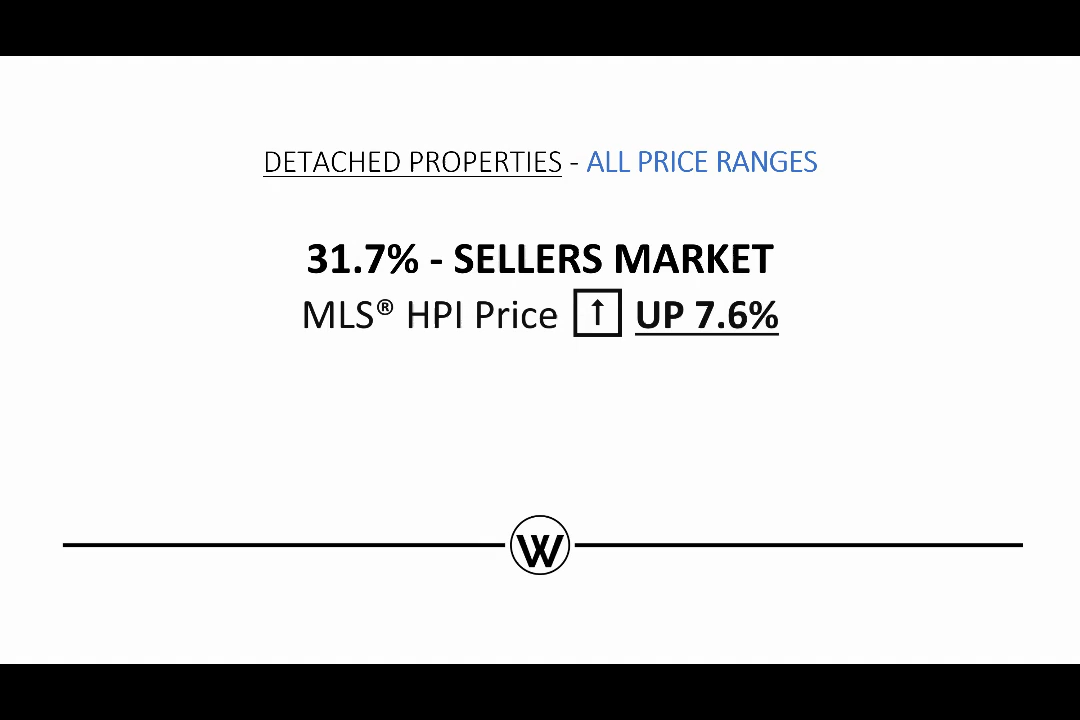 DETACHED PROPERTIES - ALL PRICE RANGES
31.7% - SELLERS MARKET
MLS® HPI Price ↑ UP 7.6%
W